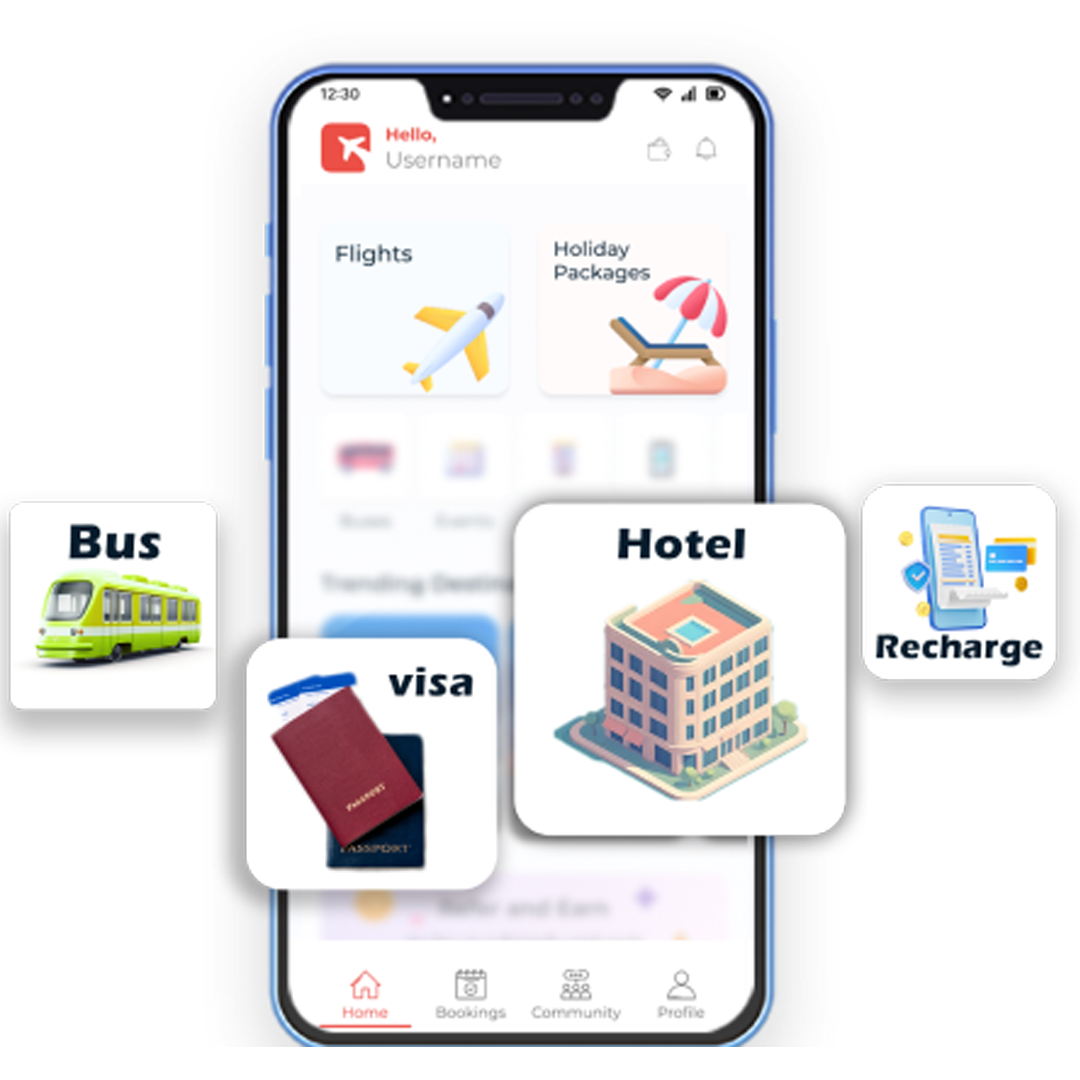 12:30
Hello,
Username
Flights
Holiday
Packages
Buses
Events
Trending Destin
Bus
Hotel
Recharge
visa
PASSPORT
PASSPORT
Refer and Earn
Home
Bookings
Community
Profile